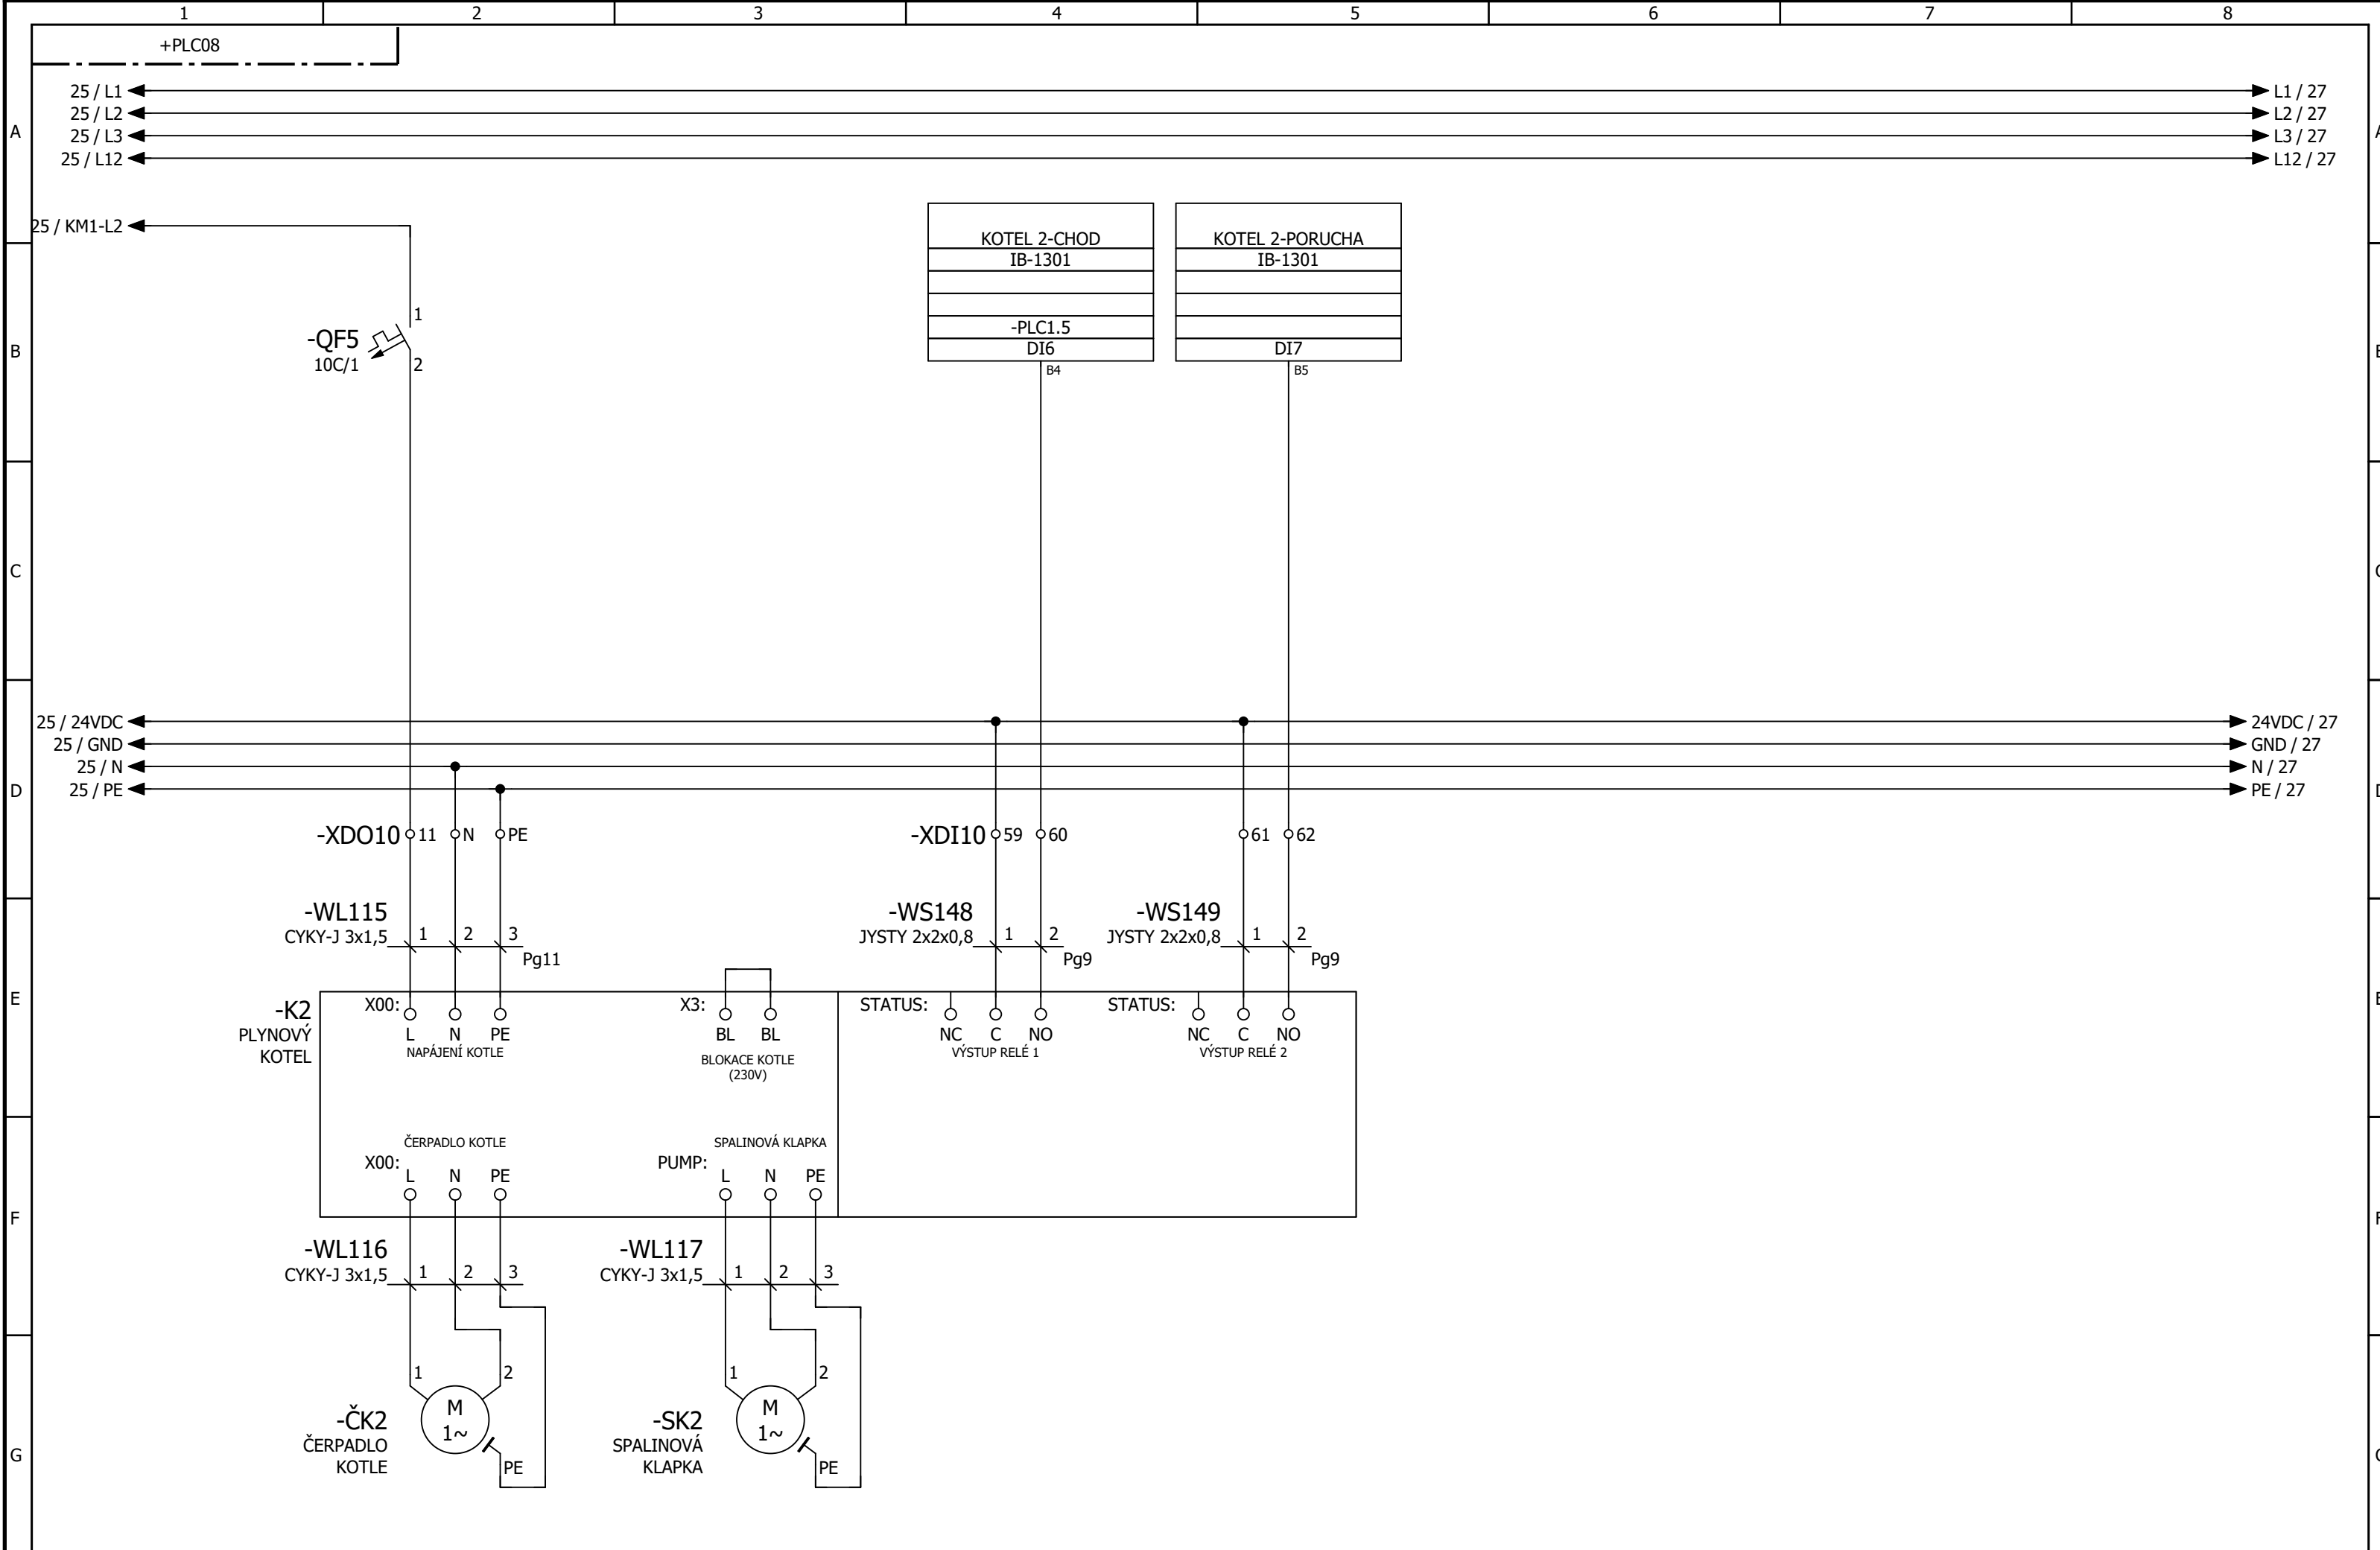 1 2 3 4 5 6 7 8
+PLC08
25 / L1
L1 / 27
25 / L2
L2 / 27
A
25 / L3
L3 / 27
25 / L12
L12 / 27
25 / KM1-L2
KOTEL 2-CHOD
KOTEL 2-PORUCHA
IB-1301
IB-1301
1
-PLC1.5
-QF5
B
DI6
DI7
10C/1
2
B4
B5
C
25 / 24VDC
24VDC / 27
25 / GND
GND / 27
25 / N
N / 27
D
25 / PE
PE / 27
-XDO10 11 N PE
-XDI10 59 60
61 62
-WL115
-WS148
-WS149
CYKY-J 3x1,5 1 2 3
JYSTY 2x2x0,8 1 2
JYSTY 2x2x0,8 1 2
Pg11
Pg9
Pg9
E
-K2
PLYNOVÝ
KOTEL
X00:
L N PE
NAPÁJENÍ KOTLE
X3:
BL BL
BLOKACE KOTLE
(230V)
STATUS:
NC C NO
VÝSTUP RELÉ 1
STATUS:
NC C NO
VÝSTUP RELÉ 2
ČERPADLO KOTLE
X00:
L N PE
SPALINOVÁ KLAPKA
PUMP:
L N PE
F
-WL116
CYKY-J 3x1,5 1 2 3
-WL117
CYKY-J 3x1,5 1 2 3
1 2
M
1~
PE
-ČK2
ČERPADLO
KOTLE
1 2
M
1~
PE
-SK2
SPALINOVÁ
KLAPKA
G